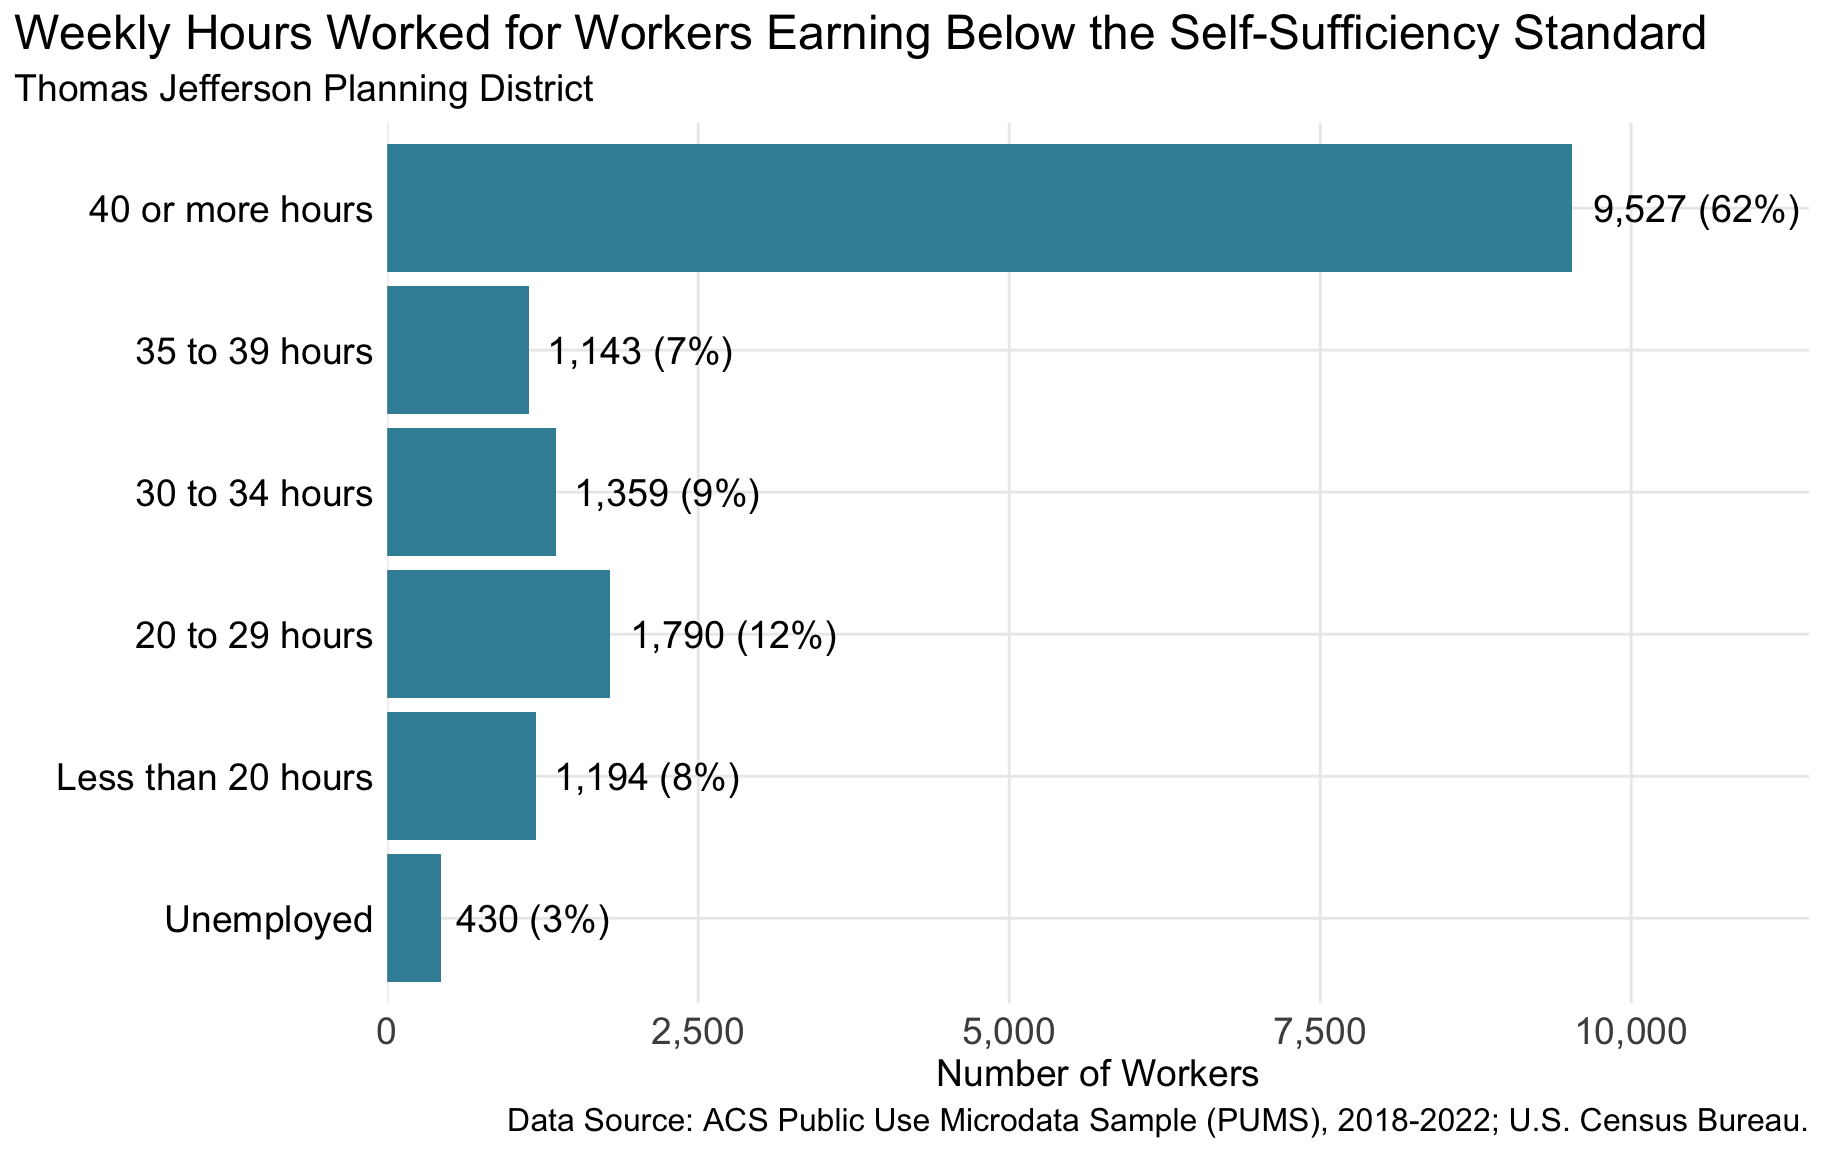 Weekly Hours Worked for Workers Earning Below the Self-Sufficiency Standard
Thomas Jefferson Planning District
40 or more hours 9,527 (62%)
35 to 39 hours 1,143 (7%)
30 to 34 hours 1,359 (9%)
20 to 29 hours 1,790 (12%)
Less than 20 hours 1,194 (8%)
Unemployed 430 (3%)
0 2,500 5,000 7,500 10,000
Number of Workers
Data Source: ACS Public Use Microdata Sample (PUMS), 2018-2022; U.S. Census Bureau.